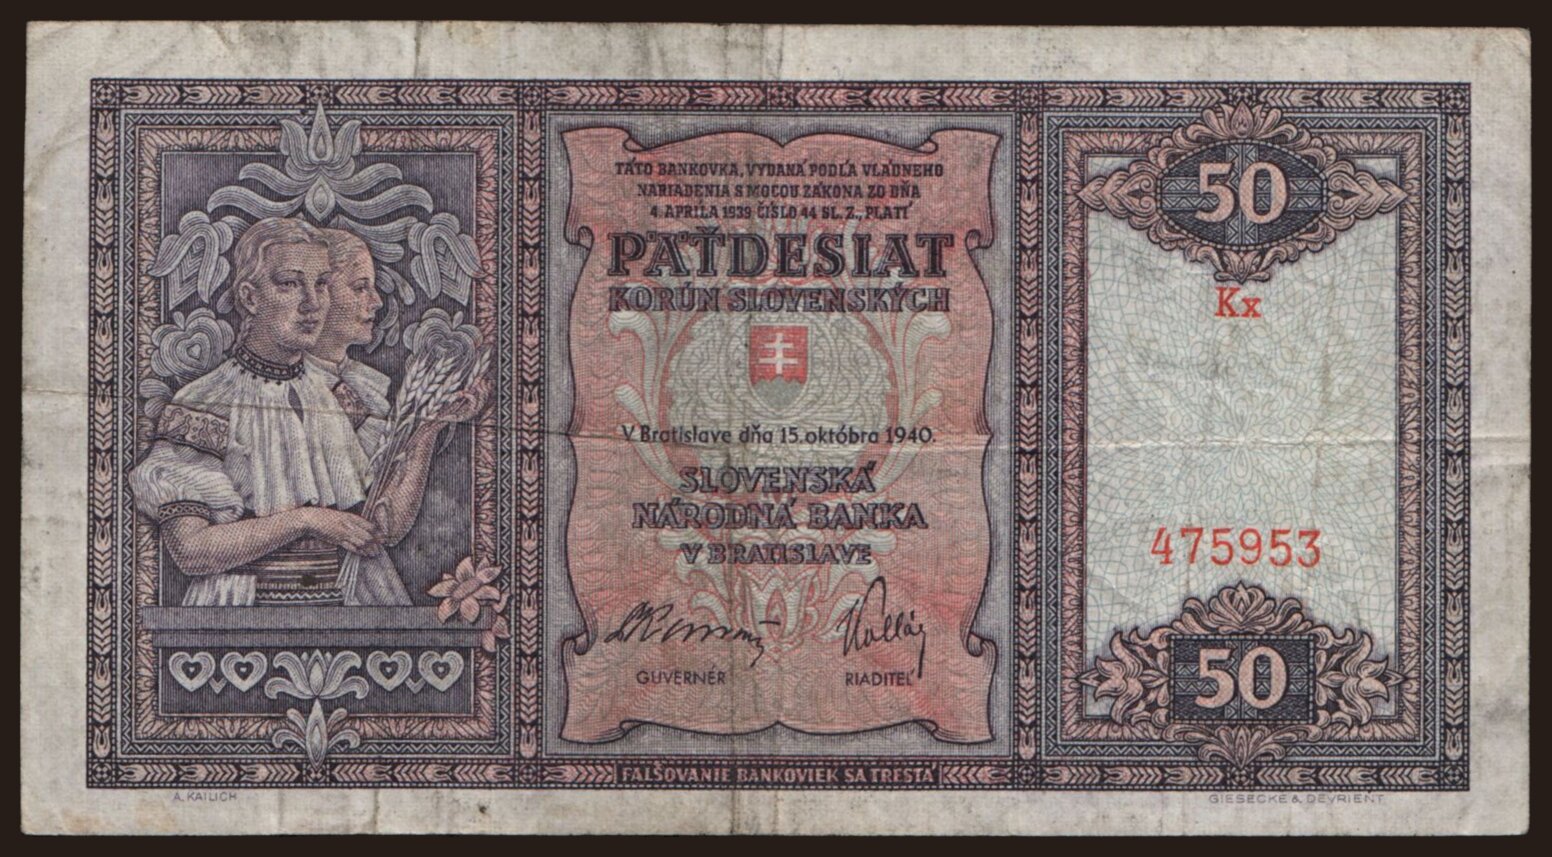 TÁTO BANKOVKA, VYDANÁ PODĽA VLÁDNEHO
NARIADENIA S MOCOU ZÁKONA ZO DŇA
4. APRÍLA 1939 ČÍSLO 44 SL. Z., PLATÍ
PÄŤDESIAT
KORÚN SLOVENSKÝCH
V Bratislave dňa 15. októbra 1940.
SLOVENSKÁ
NÁRODNÁ BANKA
V BRATISLAVE
GUVERNÉR
RIADITEĽ
FALŠOVANIE BANKOVIEK SA TRESTÁ
50
Kx
475953
50
A. KAILICH
GIESECKE & DEVRIENT